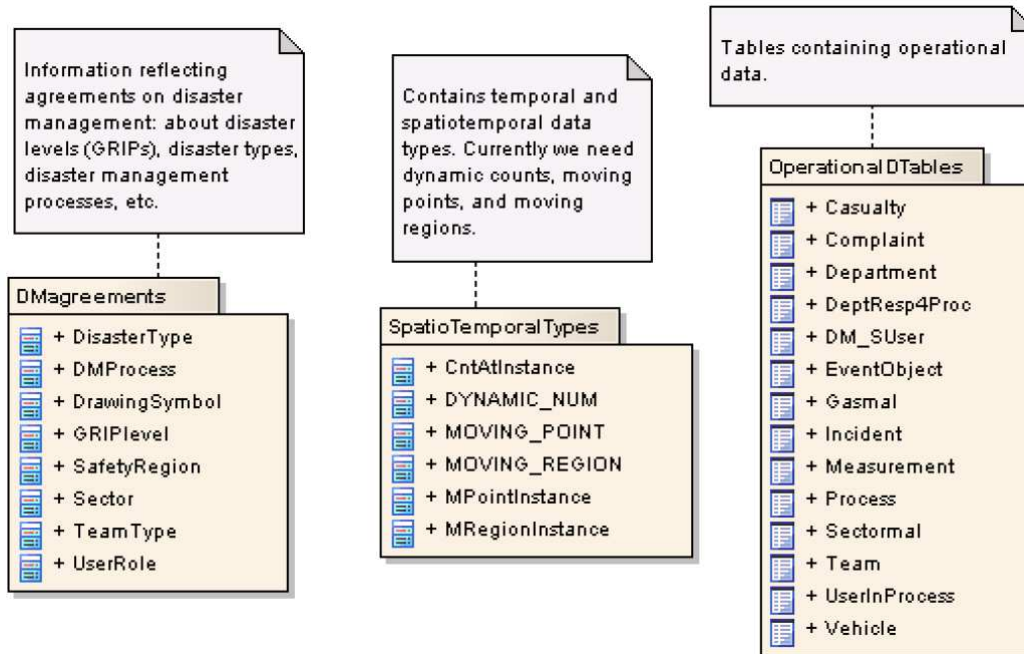 Information reflecting
agreements on disaster
management: about disaster
levels (GRIPs), disaster types,
disaster management
processes, etc.
DMagreements
+ DisasterType
+ DMProcess
+ DrawingSymbol
+ GRIPlevel
+ SafetyRegion
+ Sector
+ TeamType
+ UserRole
Contains temporal and
spatiotemporal data
types. Currently we need
dynamic counts, moving
points, and moving
regions.
SpatioTemporalTypes
+ CntAtInstance
+ DYNAMIC_NUM
+ MOVING_POINT
+ MOVING_REGION
+ MPointInstance
+ MRegionInstance
Tables containing operational
data.
OperationalDTables
+ Casualty
+ Complaint
+ Department
+ DeptResp4Proc
+ DM_SUser
+ EventObject
+ Gasmal
+ Incident
+ Measurement
+ Process
+ Sectormal
+ Team
+ UserInProcess
+ Vehicle